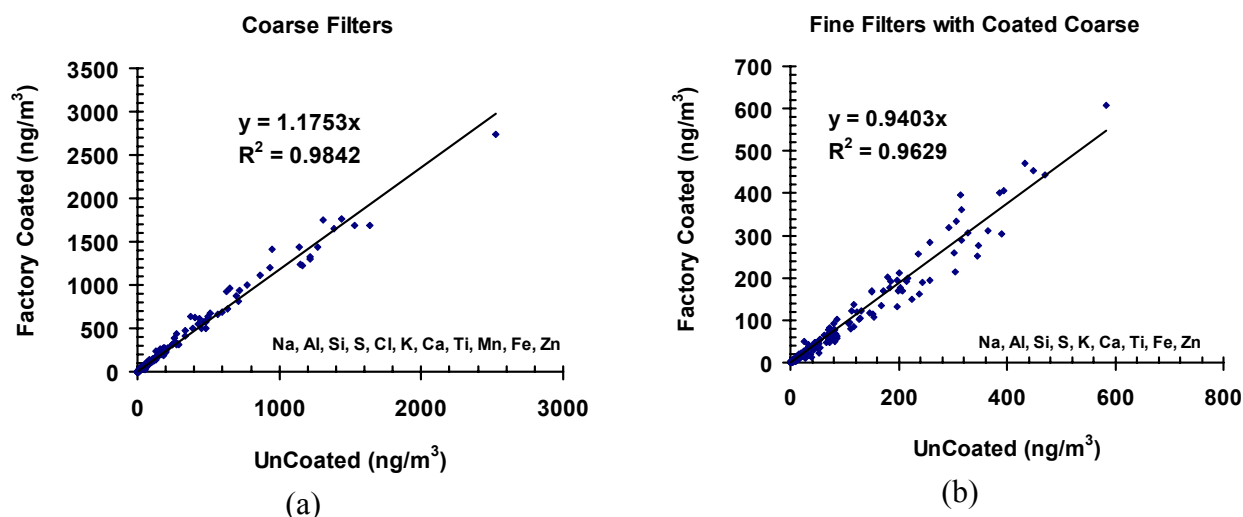 Coarse Filters
Factory Coated (ng/m³)
3500
3000
2500
2000
1500
1000
500
0
y = 1.1753x
R² = 0.9842
Na, Al, Si, S, Cl, K, Ca, Ti, Mn, Fe, Zn
0 1000 2000 3000
UnCoated (ng/m³)
(a)
Fine Filters with Coated Coarse
Factory Coated (ng/m³)
700
600
500
400
300
200
100
0
y = 0.9403x
R² = 0.9629
Na, Al, Si, S, K, Ca, Ti, Fe, Zn
0 200 400 600 800
UnCoated (ng/m³)
(b)